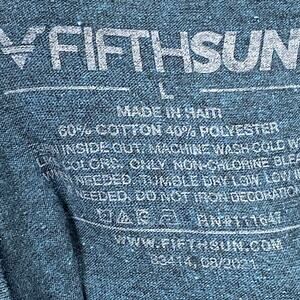 FIFTHSUN
L
MADE IN HAITI
60% COTTON 40% POLYESTER
INSIDE OUT. MACHINE WASH COLD
COLORS. ONLY NON-CHLORINE
NEEDED. TUMBLE DRY LOW. LOW
NEEDED. DO NOT IRON
RN#111647
WWW.FIFTHSUN.COM
83414, 08/2021